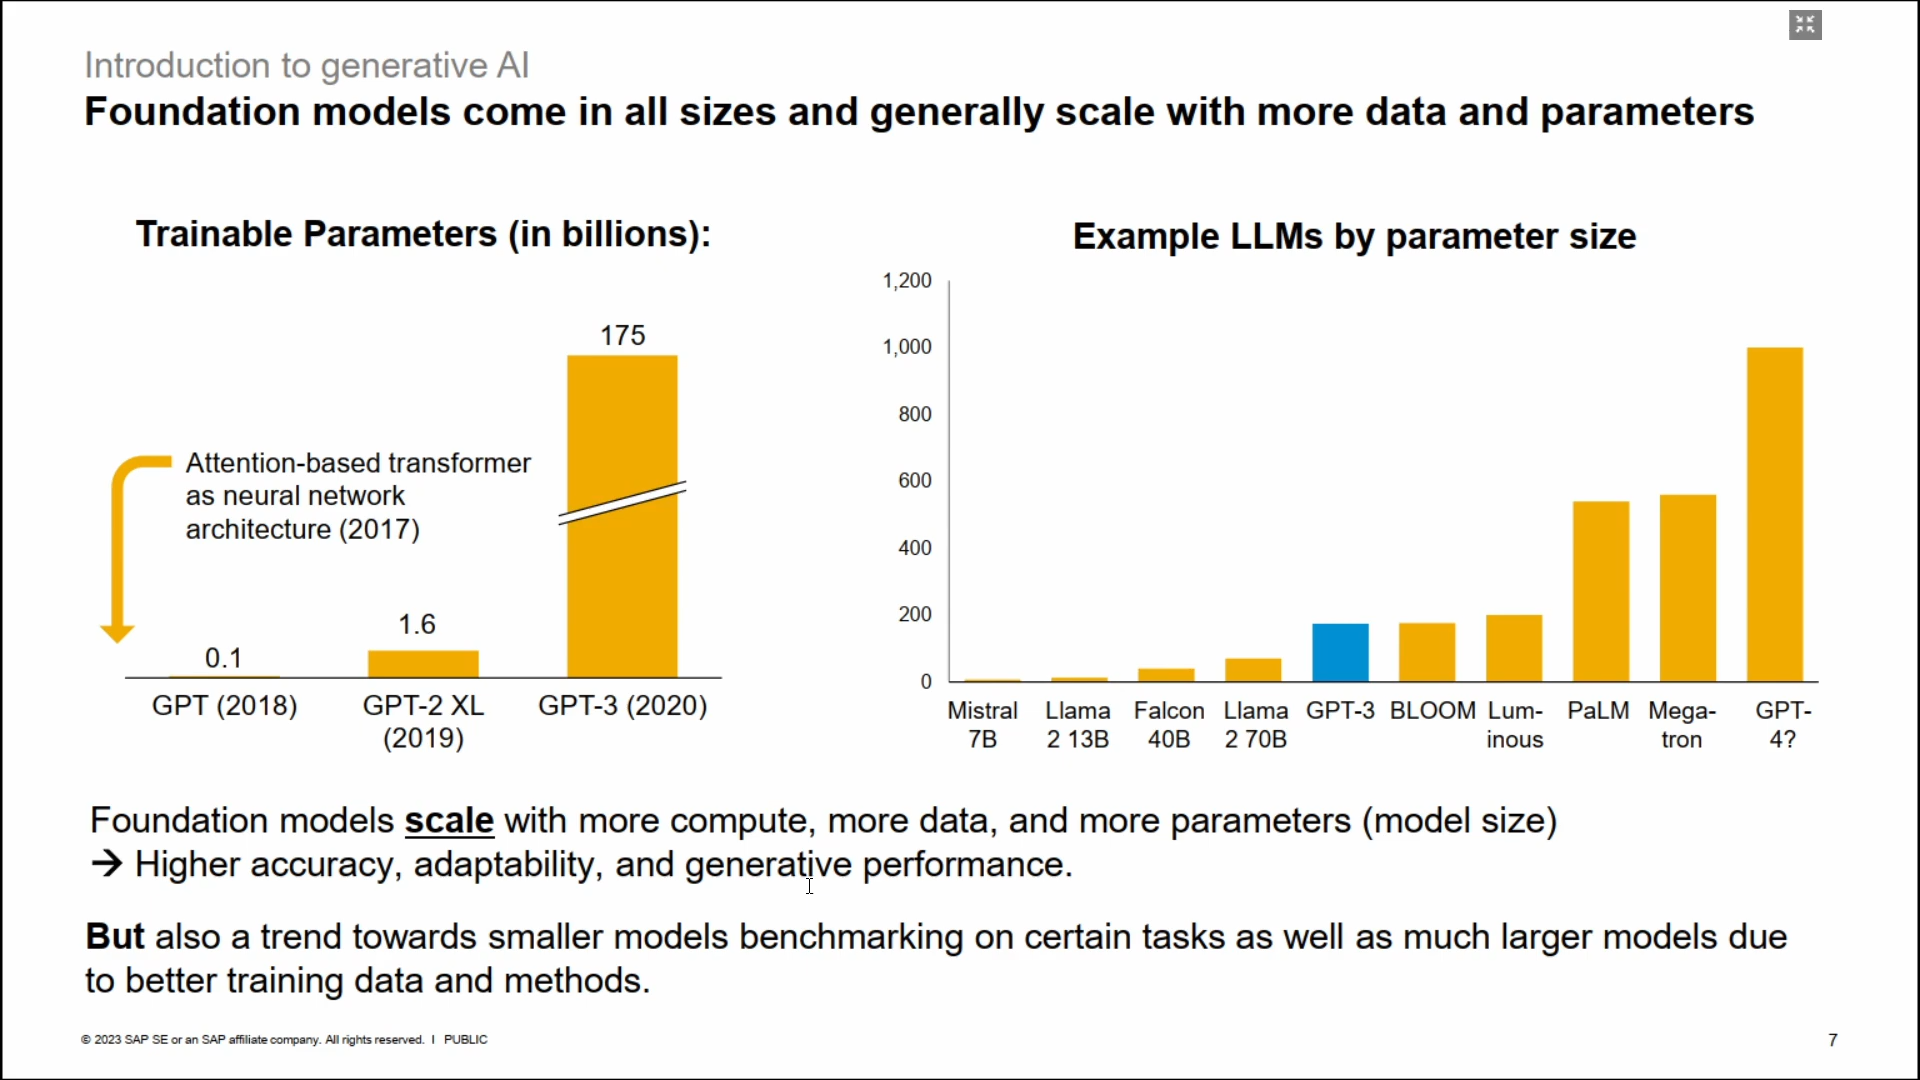 Introduction to generative AI
Foundation models come in all sizes and generally scale with more data and parameters
Trainable Parameters (in billions):
175
Attention-based transformer
as neural network
architecture (2017)
1.6
0.1
GPT (2018)
GPT-2 XL
(2019)
GPT-3 (2020)
Example LLMs by parameter size
1,200
1,000
800
600
400
200
0
Mistral
7B
Llama
2 13B
Falcon
40B
Llama
2 70B
GPT-3
BLOOM
Lum-
inous
PaLM
Mega-
tron
GPT-
4?
Foundation models scale with more compute, more data, and more parameters (model size)
→ Higher accuracy, adaptability, and generative performance.
But also a trend towards smaller models benchmarking on certain tasks as well as much larger models due
to better training data and methods.
© 2023 SAP SE or an SAP affiliate company. All rights reserved. I PUBLIC
7